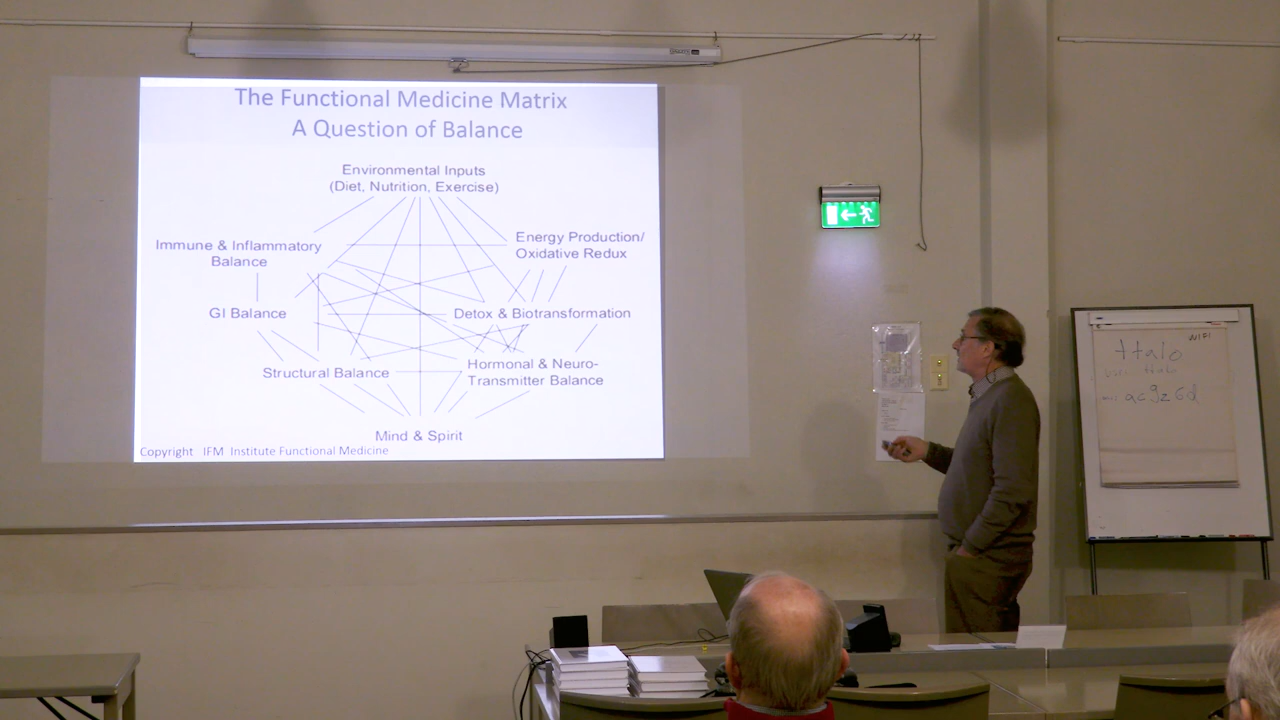 The Functional Medicine Matrix
A Question of Balance
Environmental Inputs
(Diet, Nutrition, Exercise)
Immune & Inflammatory
Balance
Energy Production/
Oxidative Redux
GI Balance
Detox & Biotransformation
Structural Balance
Hormonal & Neuro-
Transmitter Balance
Mind & Spirit
Copyright IFM Institute Functional Medicine
WIFI